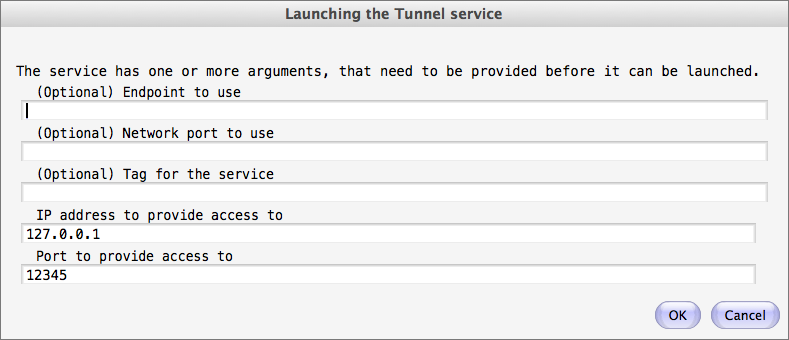 Launching the Tunnel service
The service has one or more arguments, that need to be provided before it can be launched.
(Optional) Endpoint to use
(Optional) Network port to use
(Optional) Tag for the service
IP address to provide access to
127.0.0.1
Port to provide access to
12345
OK Cancel